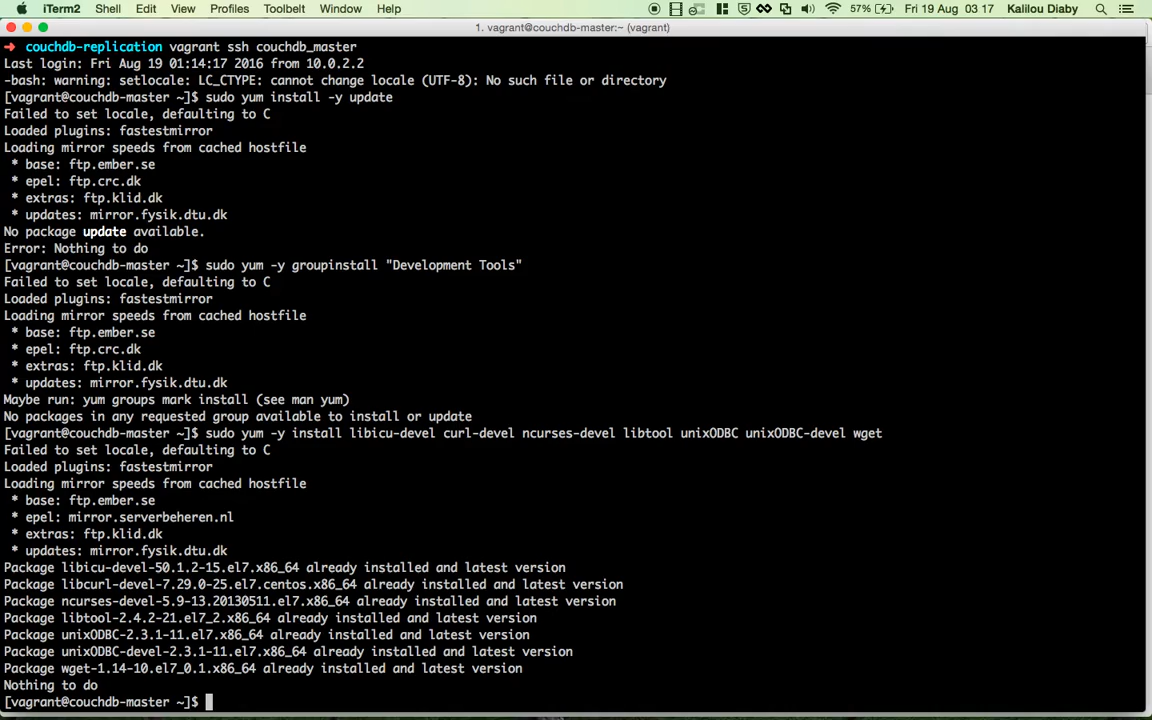 iTerm2 Shell Edit View Profiles Toolbelt Window Help 57% Fri 19 Aug 03 17 Kalilou Diaby
1. vagrant@couchdb-master:~ (vagrant)
➜ couchdb-replication vagrant ssh couchdb_master
Last login: Fri Aug 19 01:14:17 2016 from 10.0.2.2
-bash: warning: setlocale: LC_CTYPE: cannot change locale (UTF-8): No such file or directory
[vagrant@couchdb-master ~]$ sudo yum install -y update
Failed to set locale, defaulting to C
Loaded plugins: fastestmirror
Loading mirror speeds from cached hostfile
* base: ftp.ember.se
* epel: ftp.crc.dk
* extras: ftp.klid.dk
* updates: mirror.fysik.dtu.dk
No package update available.
Error: Nothing to do
[vagrant@couchdb-master ~]$ sudo yum -y groupinstall "Development Tools"
Failed to set locale, defaulting to C
Loaded plugins: fastestmirror
Loading mirror speeds from cached hostfile
* base: ftp.ember.se
* epel: ftp.crc.dk
* extras: ftp.klid.dk
* updates: mirror.fysik.dtu.dk
Maybe run: yum groups mark install (see man yum)
No packages in any requested group available to install or update
[vagrant@couchdb-master ~]$ sudo yum -y install libicu-devel curl-devel ncurses-devel libtool unixODBC unixODBC-devel wget
Failed to set locale, defaulting to C
Loaded plugins: fastestmirror
Loading mirror speeds from cached hostfile
* base: ftp.ember.se
* epel: mirror.serverbeheren.nl
* extras: ftp.klid.dk
* updates: mirror.fysik.dtu.dk
Package libicu-devel-50.1.2-15.el7.x86_64 already installed and latest version
Package libcurl-devel-7.29.0-25.el7.centos.x86_64 already installed and latest version
Package ncurses-devel-5.9-13.20130511.el7.x86_64 already installed and latest version
Package libtool-2.4.2-21.el7_2.x86_64 already installed and latest version
Package unixODBC-2.3.1-11.el7.x86_64 already installed and latest version
Package unixODBC-devel-2.3.1-11.el7.x86_64 already installed and latest version
Package wget-1.14-10.el7_0.1.x86_64 already installed and latest version
Nothing to do
[vagrant@couchdb-master ~]$